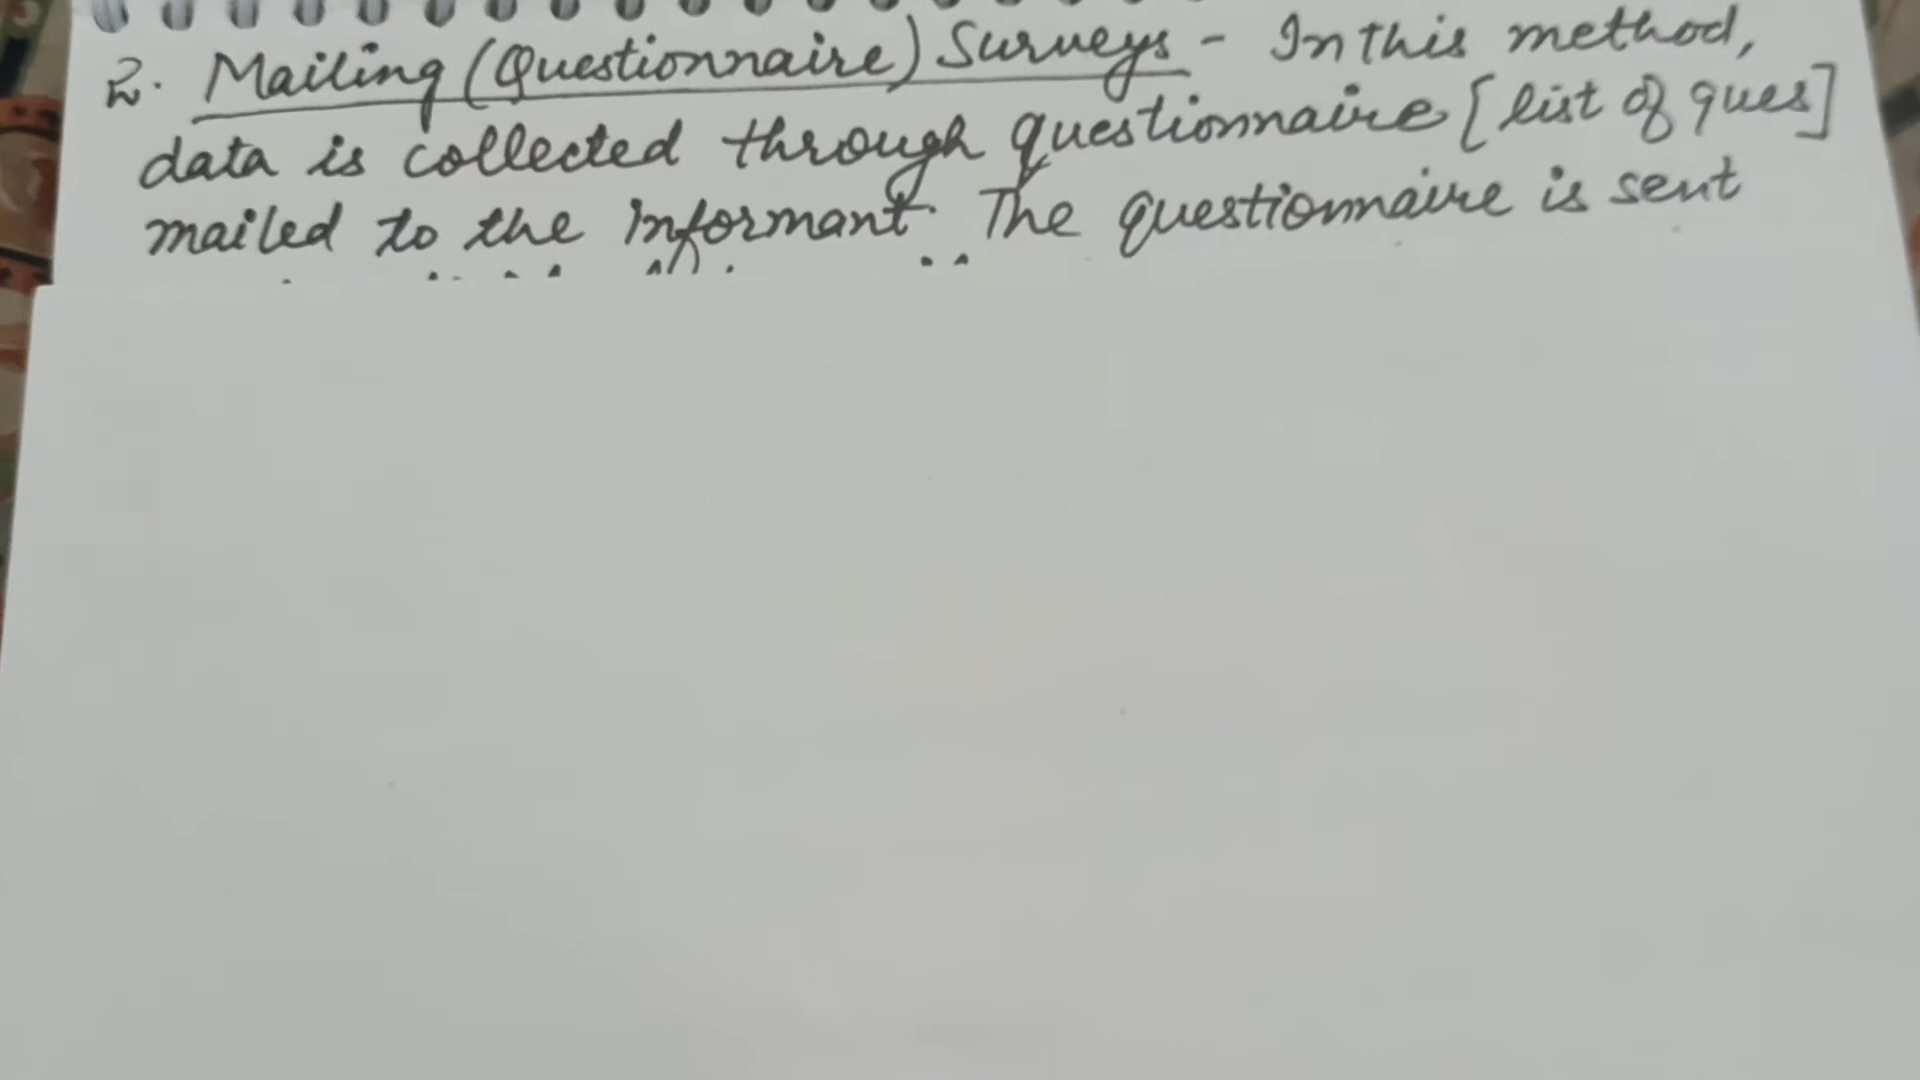 2. Mailing (Questionnaire) Surveys - In this method,
data is collected through questionnaire [list of ques]
mailed to the informant. The questionnaire is sent